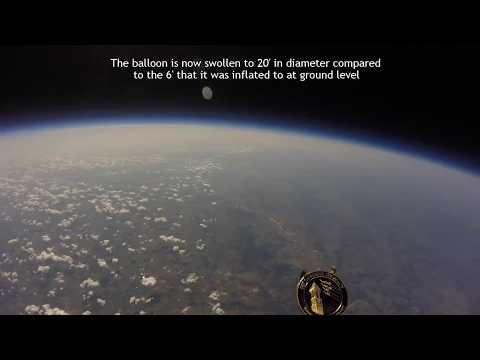 The balloon is now swollen to 20' in diameter compared
to the 6' that it was inflated to at ground level